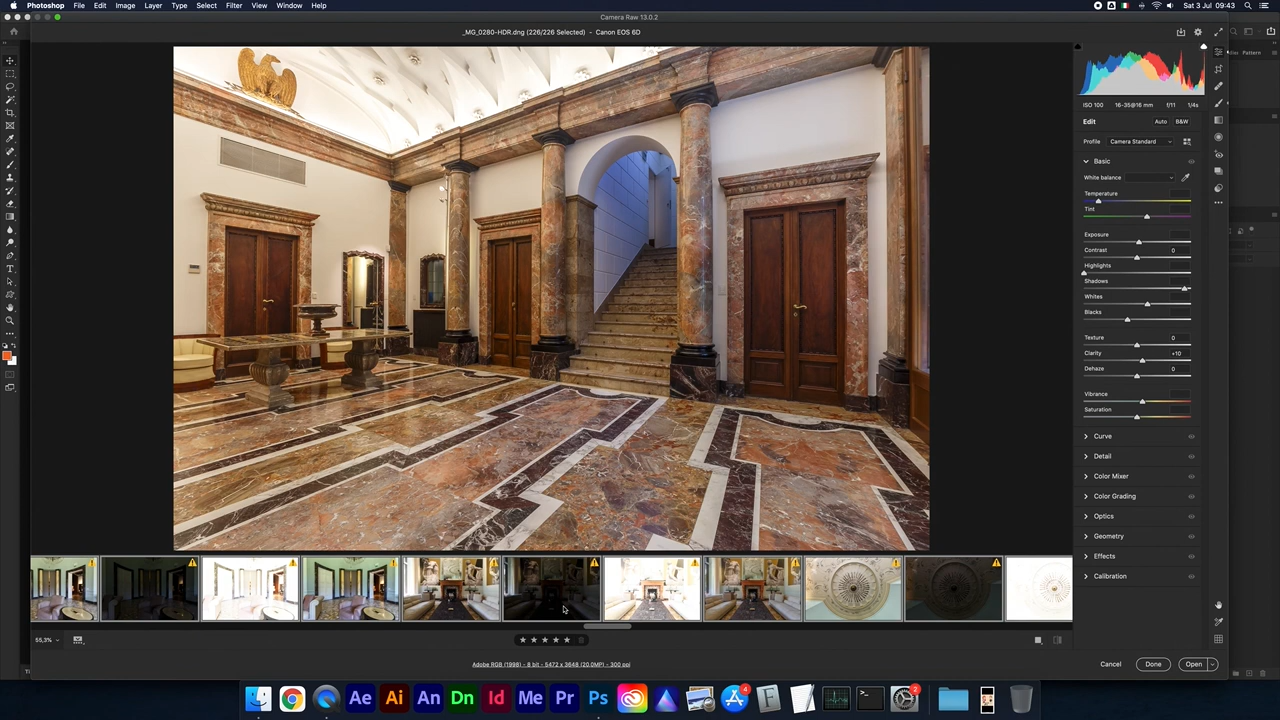 Photoshop File Edit Image Layer Type Select Filter View Window Help Sat 3 Jul 09:43
Camera Raw 13.0.2
_MG_0280-HDR.dng (226/226 Selected) – Canon EOS 6D
Pattern
ISO 100 16-35@16 mm f/11 1/4s
Edit Auto B&W
Profile Camera Standard
Basic
White balance
Temperature
Tint
Exposure
Contrast 0
Highlights
Shadows
Whites
Blacks
Texture 0
Clarity +10
Dehaze 0
Vibrance
Saturation
Curve
Detail
Color Mixer
Color Grading
Optics
Geometry
Effects
Calibration
55,3%
Adobe RGB (1998) - 8 bit - 5472 x 3648 (20.0MP) - 300 ppi
Cancel Done Open
Ae Ai An Dn Id Me Pr Ps 4 F >_ 2